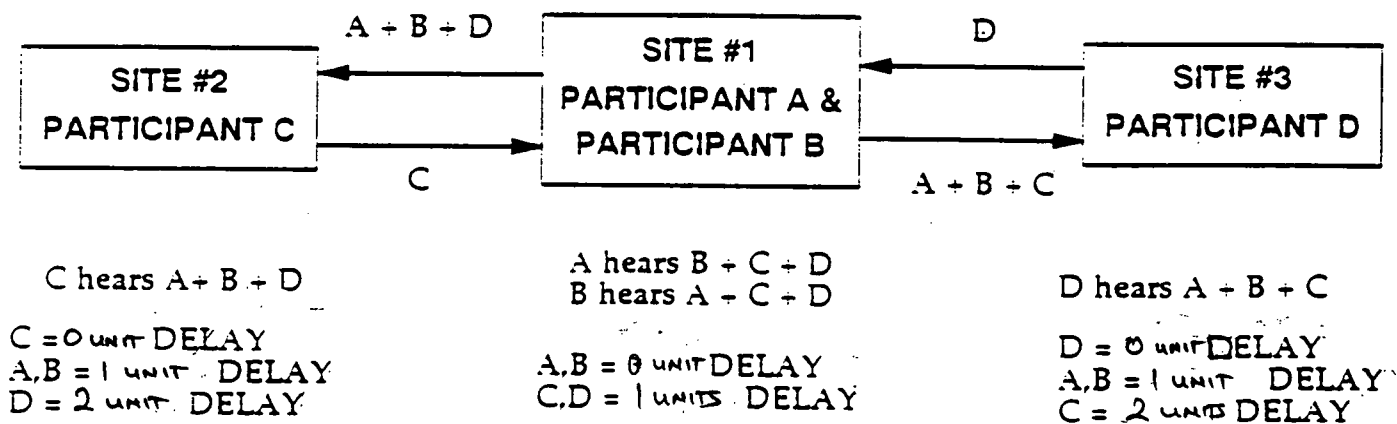 A + B + D
SITE #2
PARTICIPANT C
C
SITE #1
PARTICIPANT A &
PARTICIPANT B
D
SITE #3
PARTICIPANT D
A + B + C
C hears A + B + D
C = 0 UNIT DELAY
A,B = 1 UNIT DELAY
D = 2 UNIT DELAY
A hears B + C + D
B hears A + C + D
A,B = 0 UNIT DELAY
C,D = 1 UNITS DELAY
D hears A + B + C
D = 0 UNIT DELAY
A,B = 1 UNIT DELAY
C = 2 UNITS DELAY